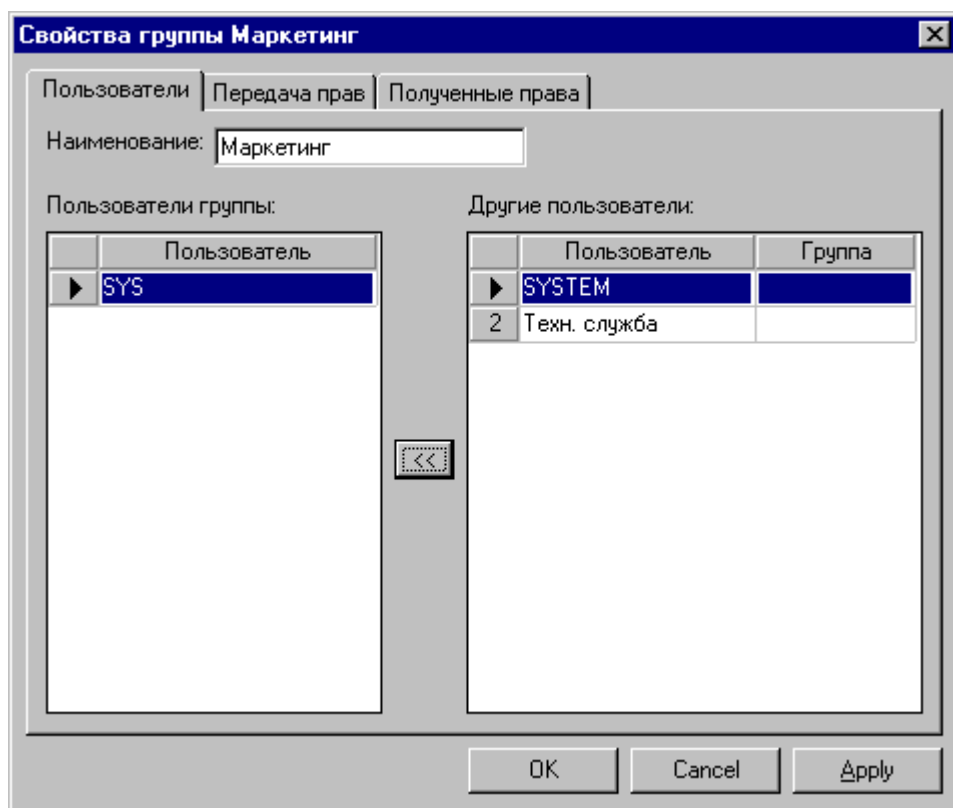 Свойства группы Маркетинг
Пользователи Передача прав Полученные права
Наименование: Маркетинг
Пользователи группы: Другие пользователи:
Пользователь Пользователь Группа
SYS SYSTEM
2 Техн. служба
<<
OK Cancel Apply